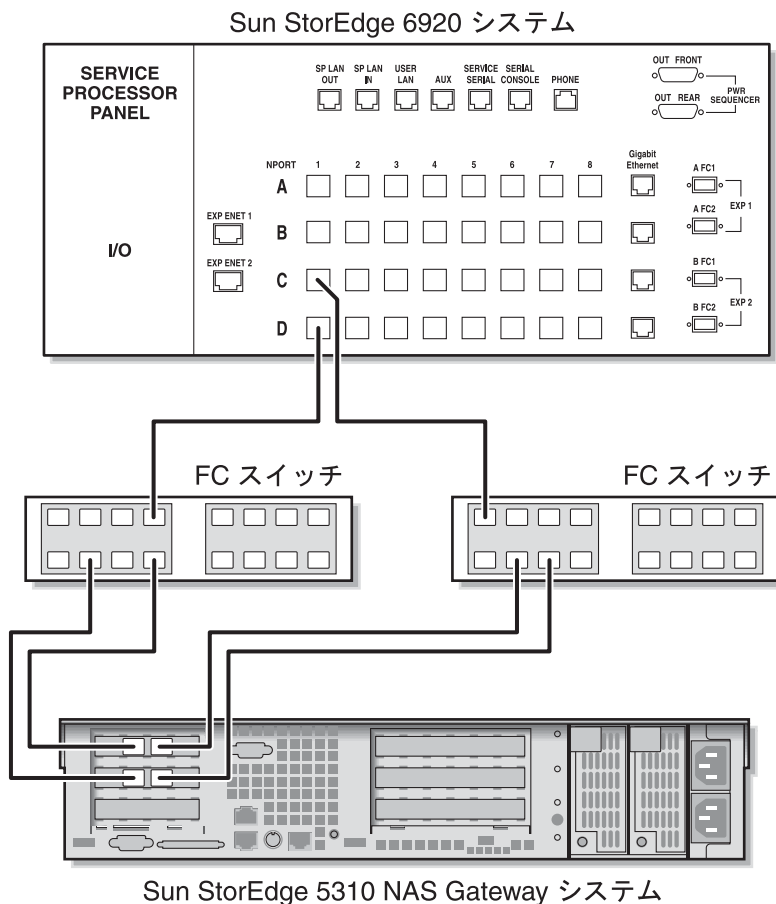 Sun StorEdge 6920 システム
SERVICE
PROCESSOR
PANEL
I/O
SP LAN
OUT
SP LAN
IN
USER
LAN
AUX
SERVICE
SERIAL
SERIAL
CONSOLE
PHONE
OUT FRONT
OUT REAR
PWR
SEQUENCER
NPORT 1 2 3 4 5 6 7 8
Gigabit
Ethernet
A
B
C
D
EXP ENET 1
EXP ENET 2
A FC1
A FC2
EXP 1
B FC1
B FC2
EXP 2
FC スイッチ
FC スイッチ
Sun StorEdge 5310 NAS Gateway システム